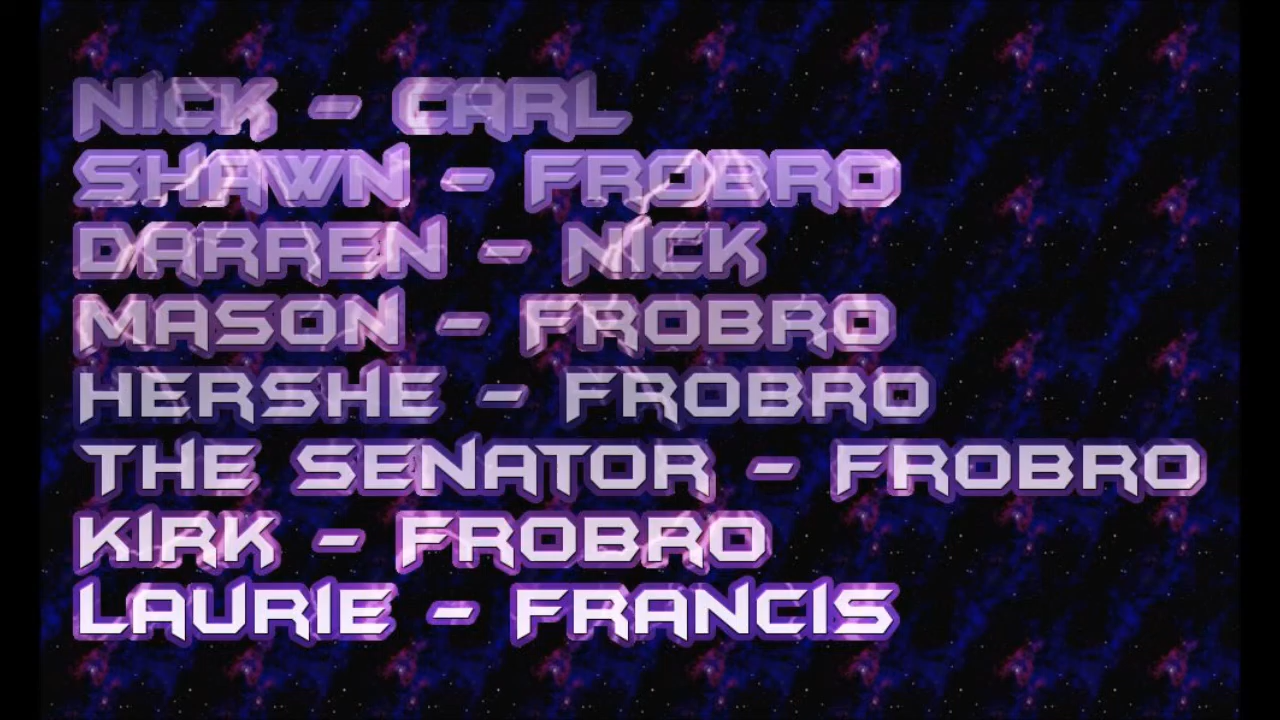 NICK - CARL
SHAWN - FROBRO
DARREN - NICK
MASON - FROBRO
HERSHE - FROBRO
THE SENATOR - FROBRO
KIRK - FROBRO
LAURIE - FRANCIS